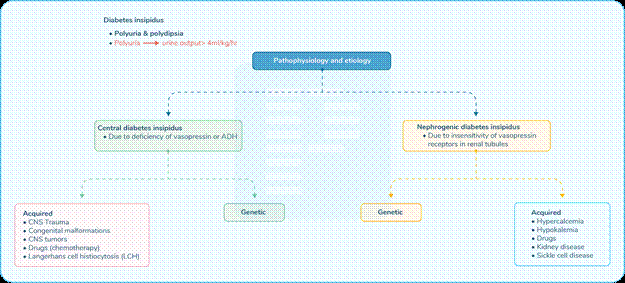 Diabetes insipidus
• Polyuria & polydipsia
• Polyuria → urine output> 4ml/kg/hr
Pathophysiology and etiology
Central diabetes insipidus
• Due to deficiency of vasopressin or ADH
Nephrogenic diabetes insipidus
• Due to insensitivity of vasopressin
receptors in renal tubules
Acquired
• CNS Trauma
• Congenital malformations
• CNS tumors
• Drugs (chemotherapy)
• Langerhans cell histiocytosis (LCH)
Genetic
Genetic
Acquired
• Hypercalcemia
• Hypokalemia
• Drugs
• Kidney disease
• Sickle cell disease